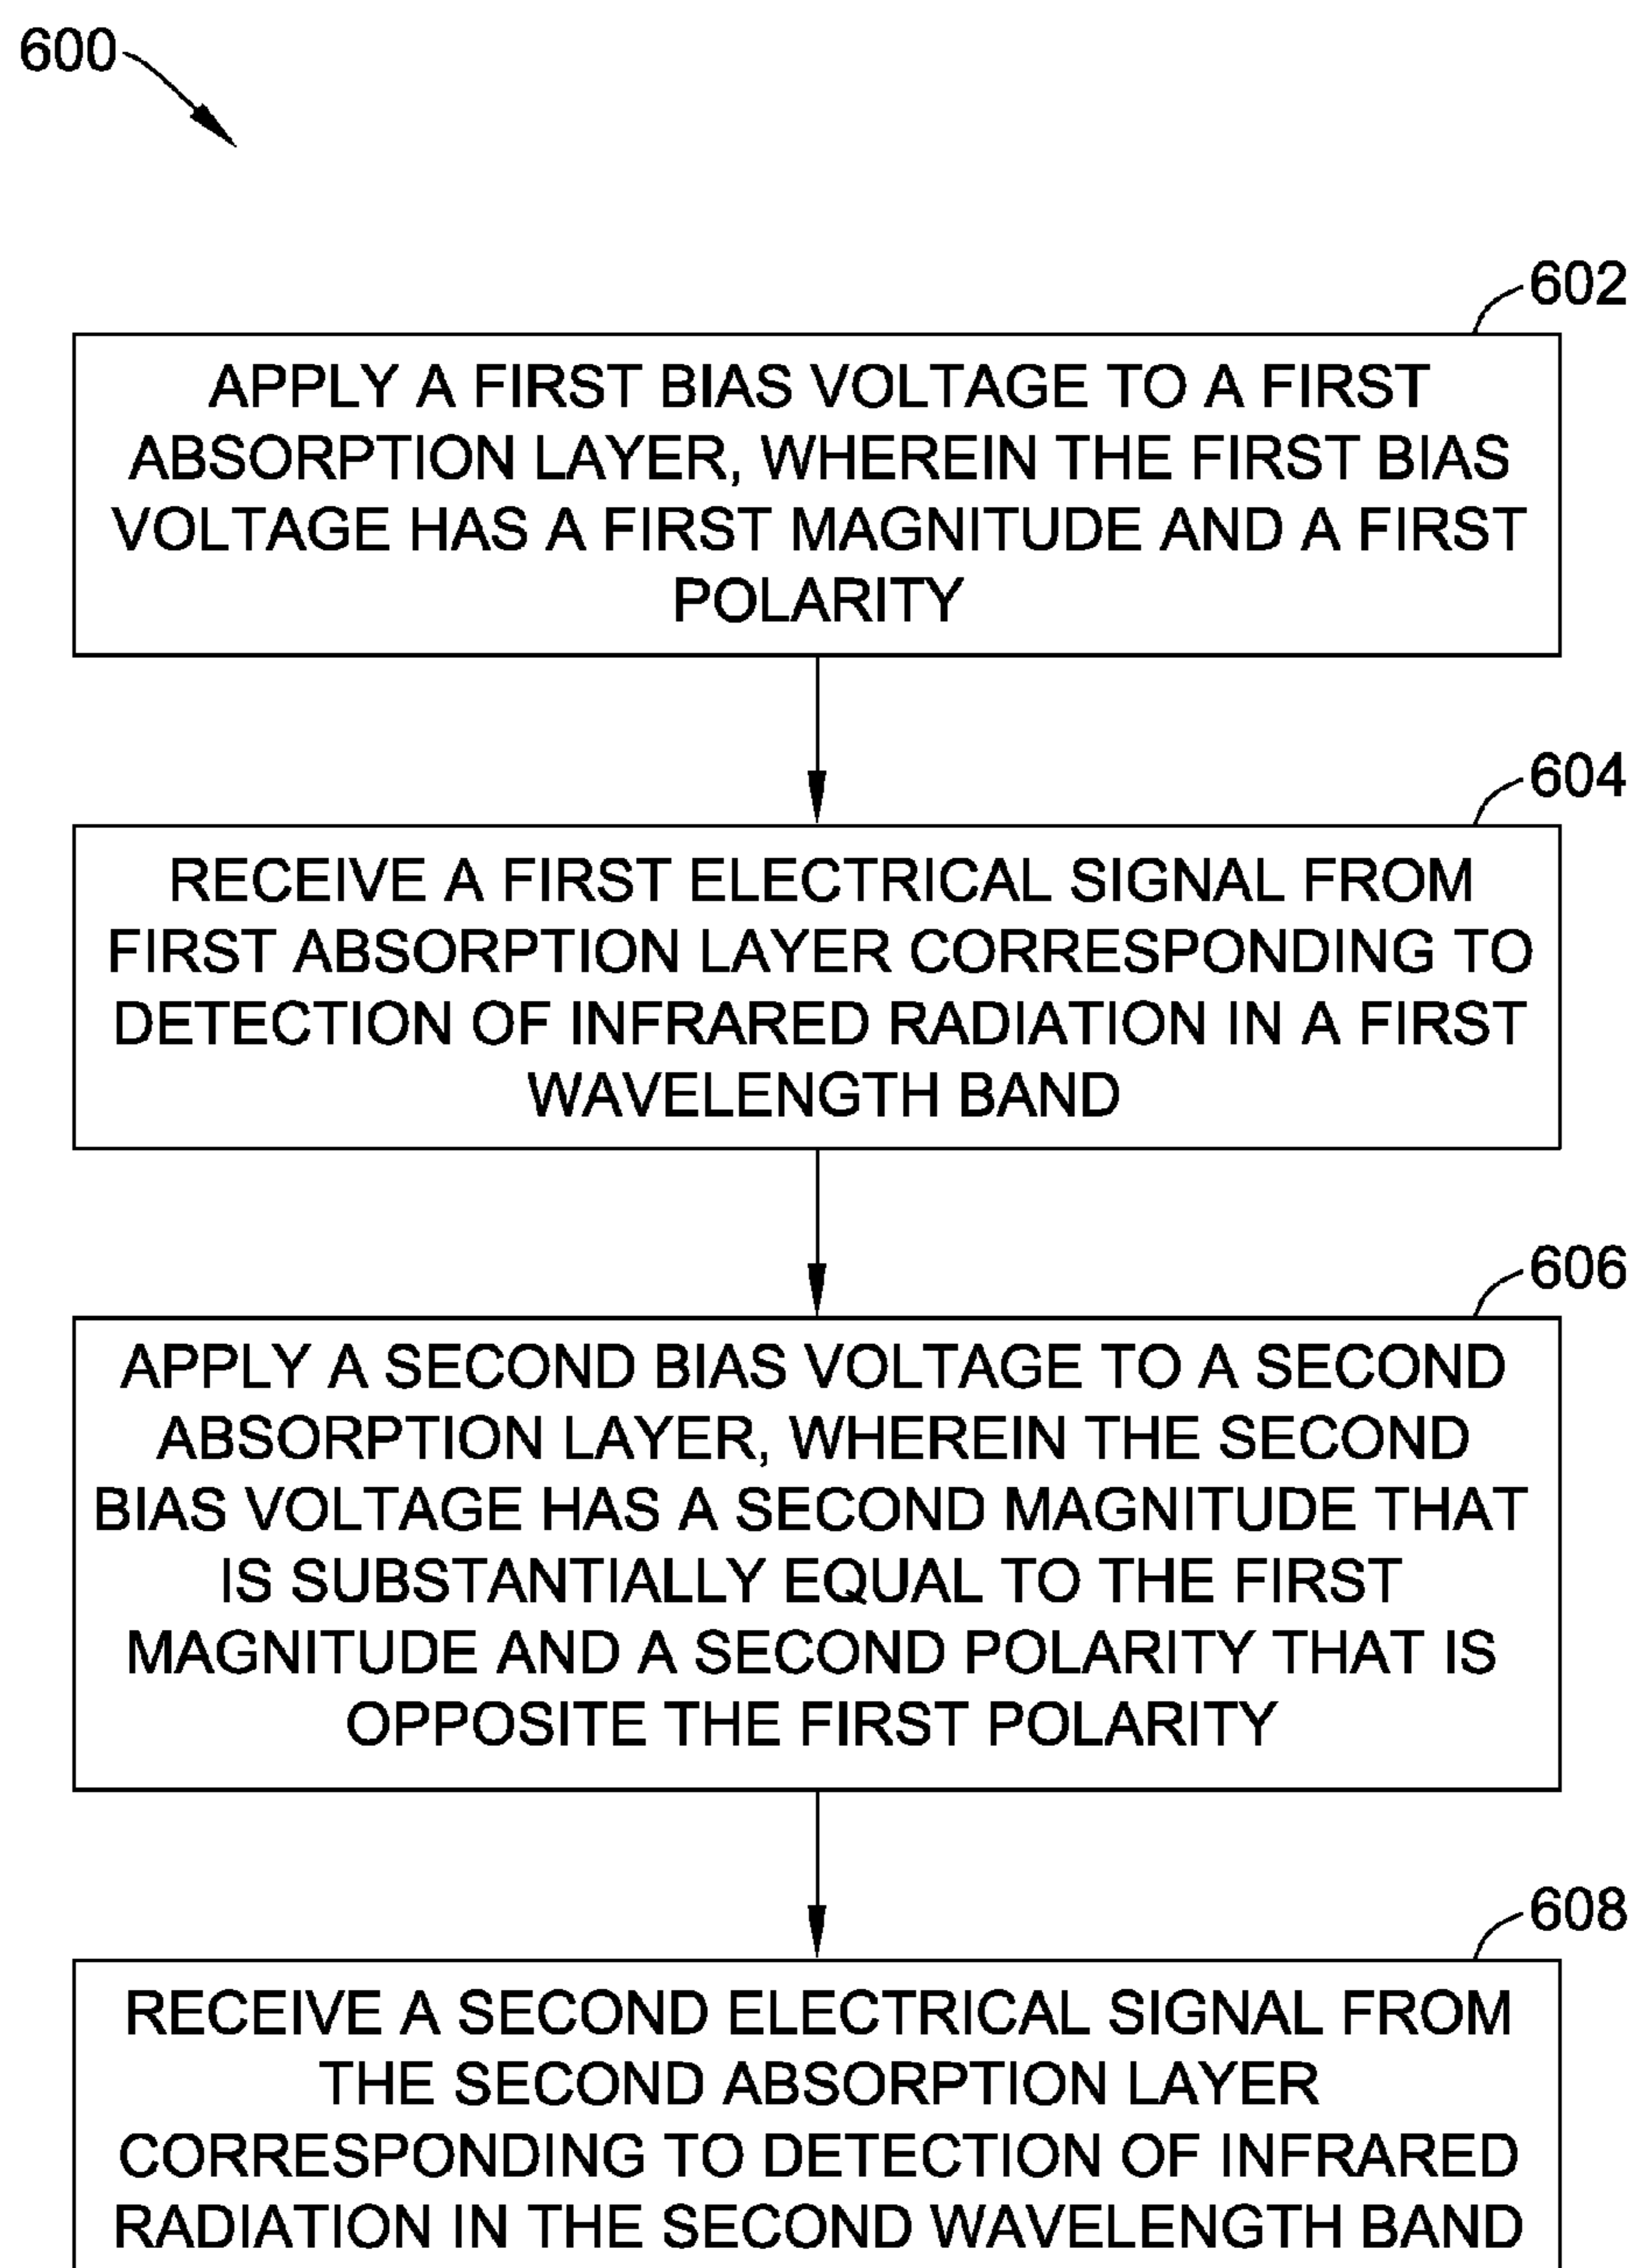 600
602
APPLY A FIRST BIAS VOLTAGE TO A FIRST
ABSORPTION LAYER, WHEREIN THE FIRST BIAS
VOLTAGE HAS A FIRST MAGNITUDE AND A FIRST
POLARITY
604
RECEIVE A FIRST ELECTRICAL SIGNAL FROM
FIRST ABSORPTION LAYER CORRESPONDING TO
DETECTION OF INFRARED RADIATION IN A FIRST
WAVELENGTH BAND
606
APPLY A SECOND BIAS VOLTAGE TO A SECOND
ABSORPTION LAYER, WHEREIN THE SECOND
BIAS VOLTAGE HAS A SECOND MAGNITUDE THAT
IS SUBSTANTIALLY EQUAL TO THE FIRST
MAGNITUDE AND A SECOND POLARITY THAT IS
OPPOSITE THE FIRST POLARITY
608
RECEIVE A SECOND ELECTRICAL SIGNAL FROM
THE SECOND ABSORPTION LAYER
CORRESPONDING TO DETECTION OF INFRARED
RADIATION IN THE SECOND WAVELENGTH BAND